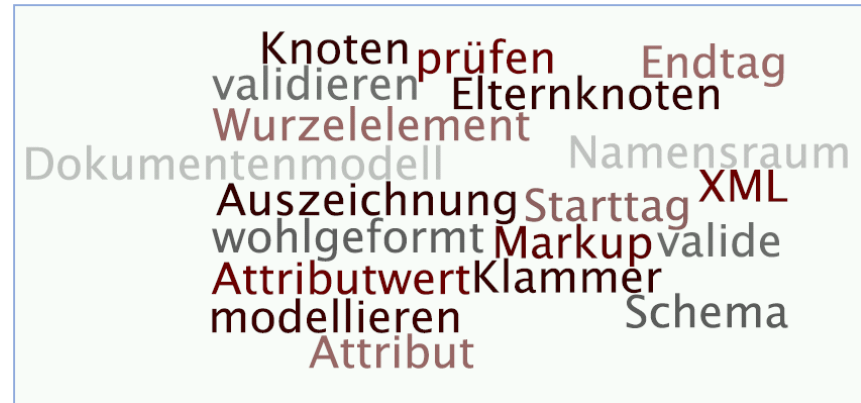 Knoten prüfen Endtag
validieren Elternknoten
Wurzelelement
Dokumentenmodell Namensraum
Auszeichnung Starttag XML
wohlgeformt Markup valide
Attributwert Klammer
modellieren Schema
Attribut